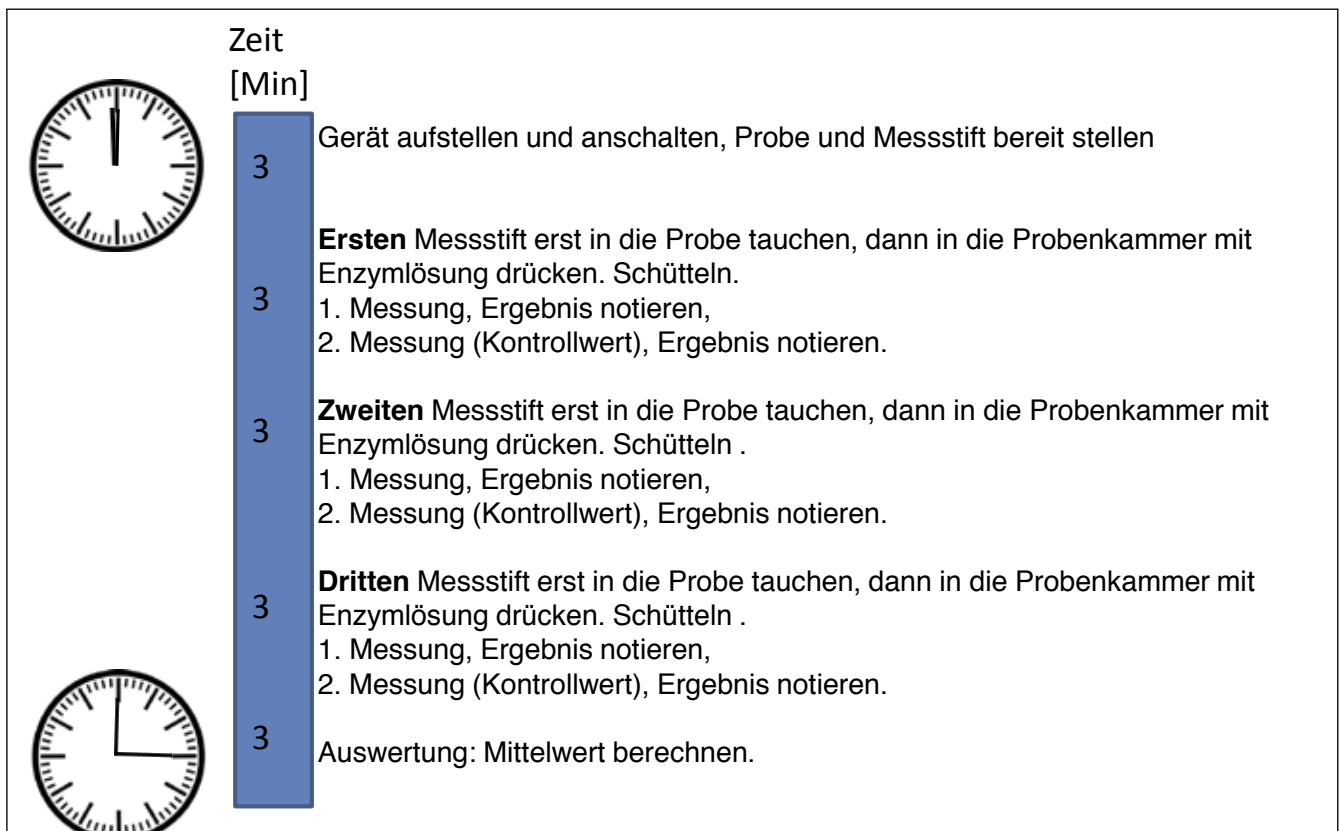 Zeit
[Min]
3
Gerät aufstellen und anschalten, Probe und Messstift bereit stellen
3
Ersten Messstift erst in die Probe tauchen, dann in die Probenkammer mit
Enzymlösung drücken. Schütteln.
1. Messung, Ergebnis notieren,
2. Messung (Kontrollwert), Ergebnis notieren.
3
Zweiten Messstift erst in die Probe tauchen, dann in die Probenkammer mit
Enzymlösung drücken. Schütteln .
1. Messung, Ergebnis notieren,
2. Messung (Kontrollwert), Ergebnis notieren.
3
Dritten Messstift erst in die Probe tauchen, dann in die Probenkammer mit
Enzymlösung drücken. Schütteln .
1. Messung, Ergebnis notieren,
2. Messung (Kontrollwert), Ergebnis notieren.
3
Auswertung: Mittelwert berechnen.